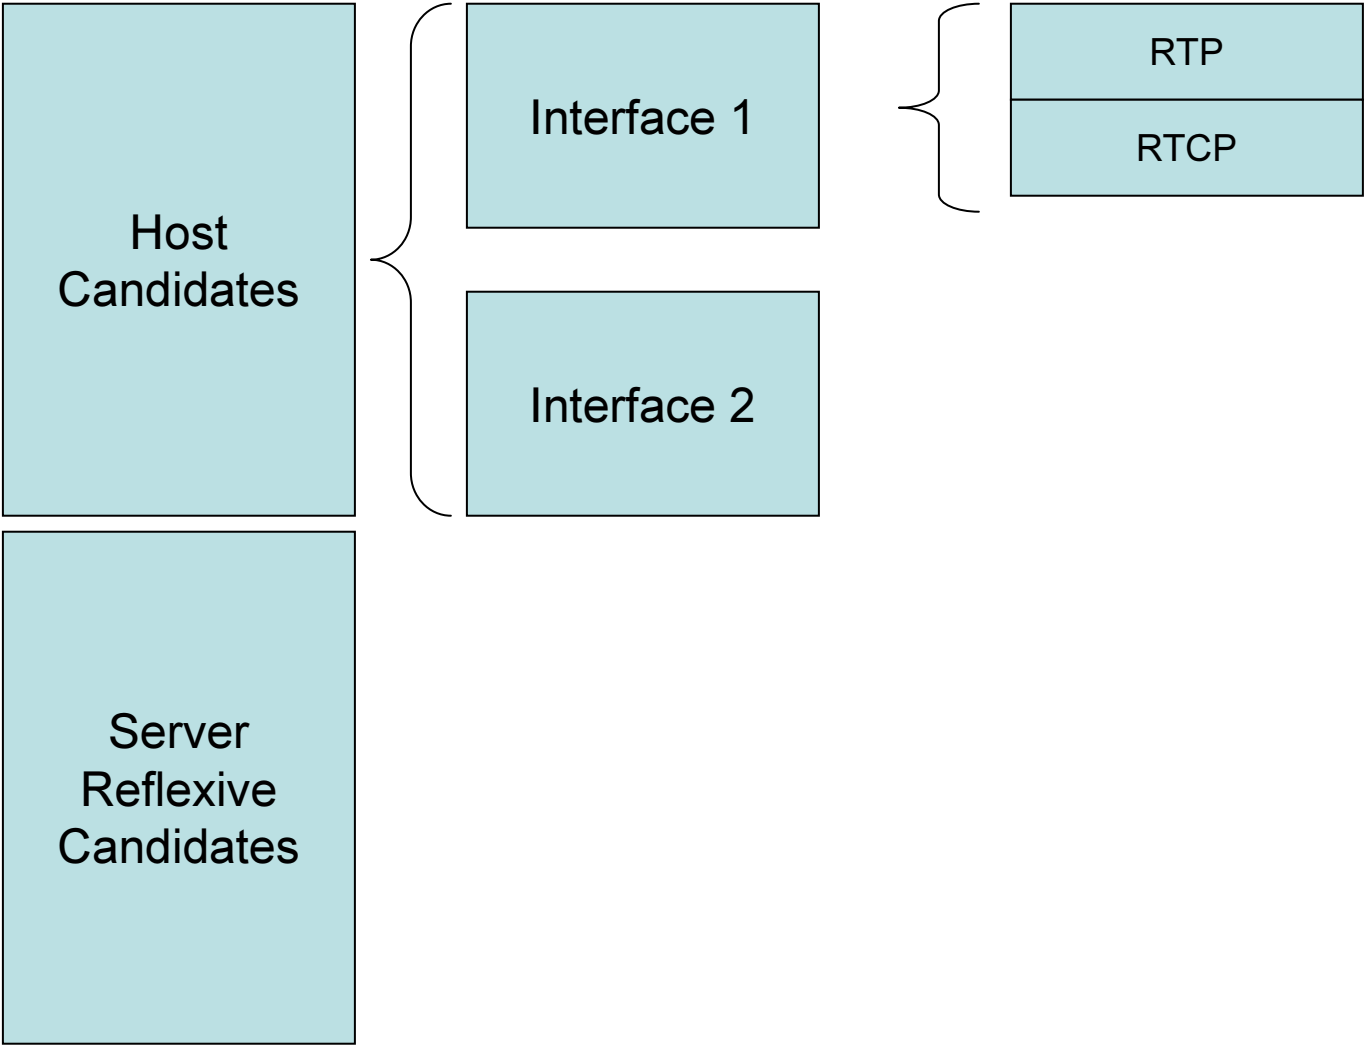 Host
Candidates
Interface 1
RTP
RTCP
Interface 2
Server
Reflexive
Candidates